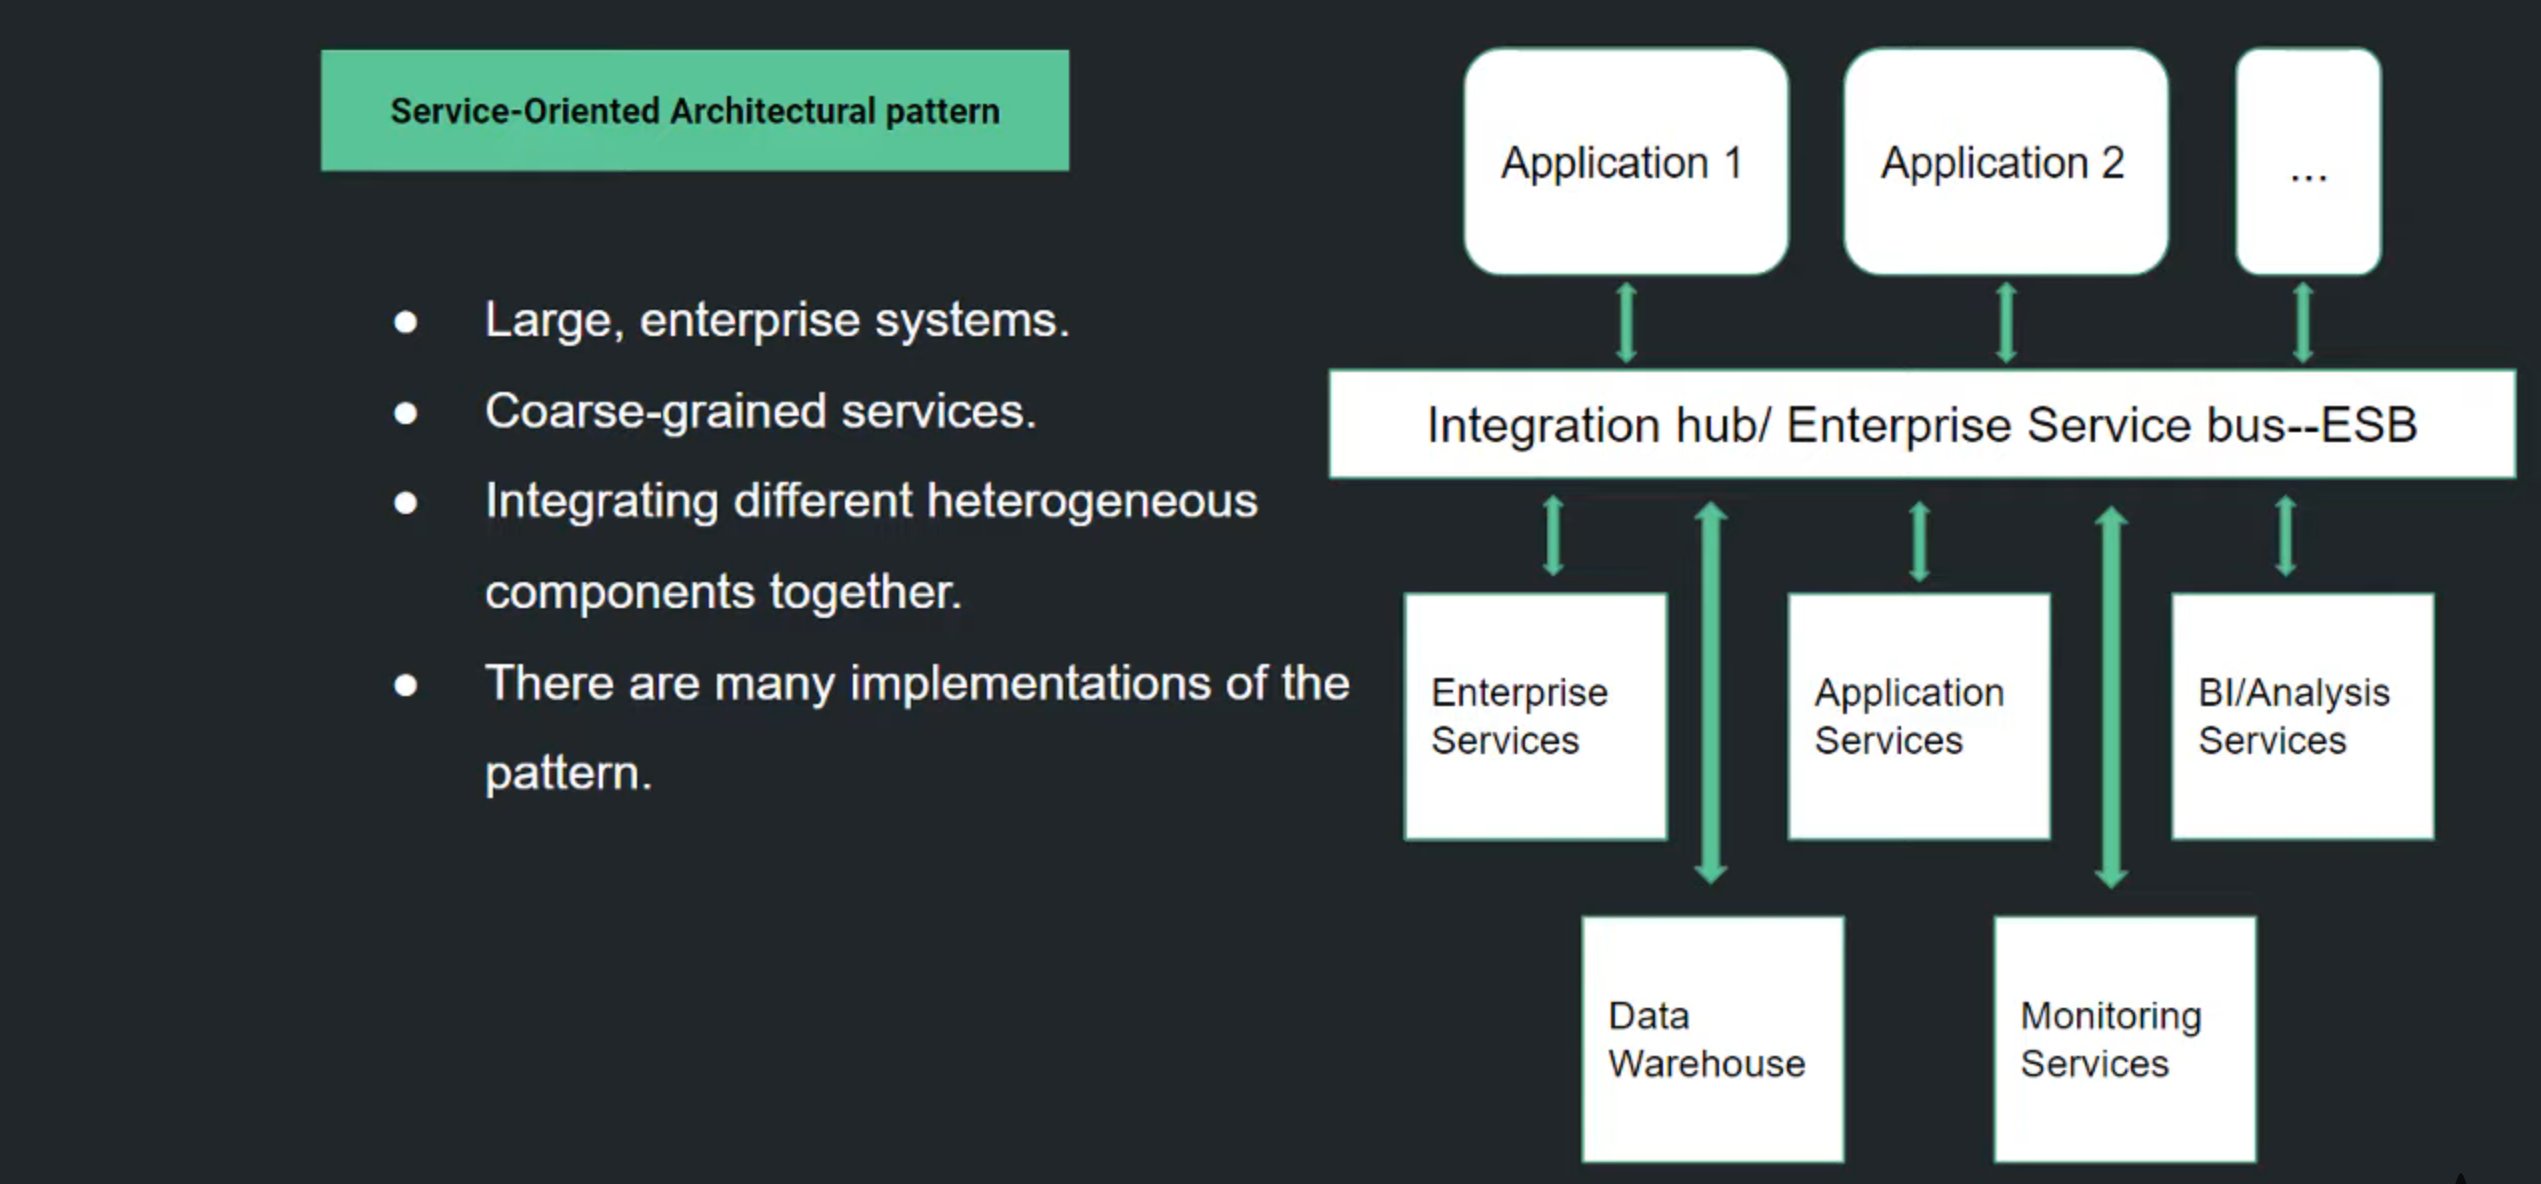 Service-Oriented Architectural pattern
● Large, enterprise systems.
● Coarse-grained services.
● Integrating different heterogeneous
components together.
● There are many implementations of the
pattern.
Application 1
Application 2
...
Integration hub/ Enterprise Service bus--ESB
Enterprise
Services
Application
Services
BI/Analysis
Services
Data
Warehouse
Monitoring
Services